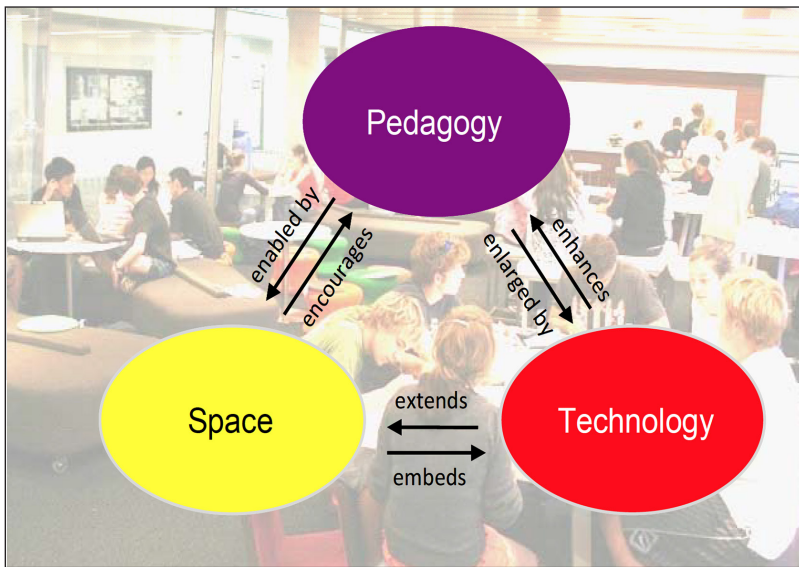 Pedagogy
enabled by
encourages
enlarged by
enhances
Space
extends
embeds
Technology